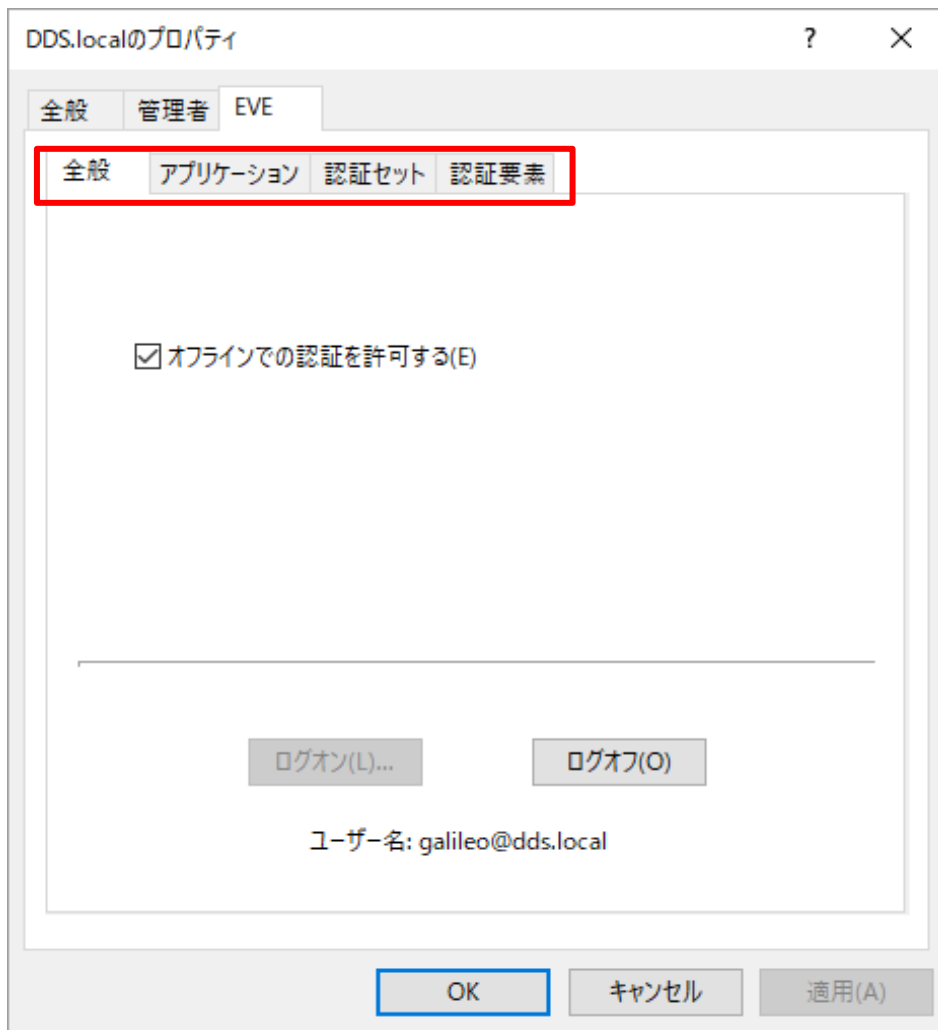 DDS.localのプロパティ ?
全般 管理者 EVE
全般 アプリケーション 認証セット 認証要素
オフラインでの認証を許可する(E)
ログオン(L)... ログオフ(O)
ユーザー名: galileo@dds.local
OK キャンセル 適用(A)